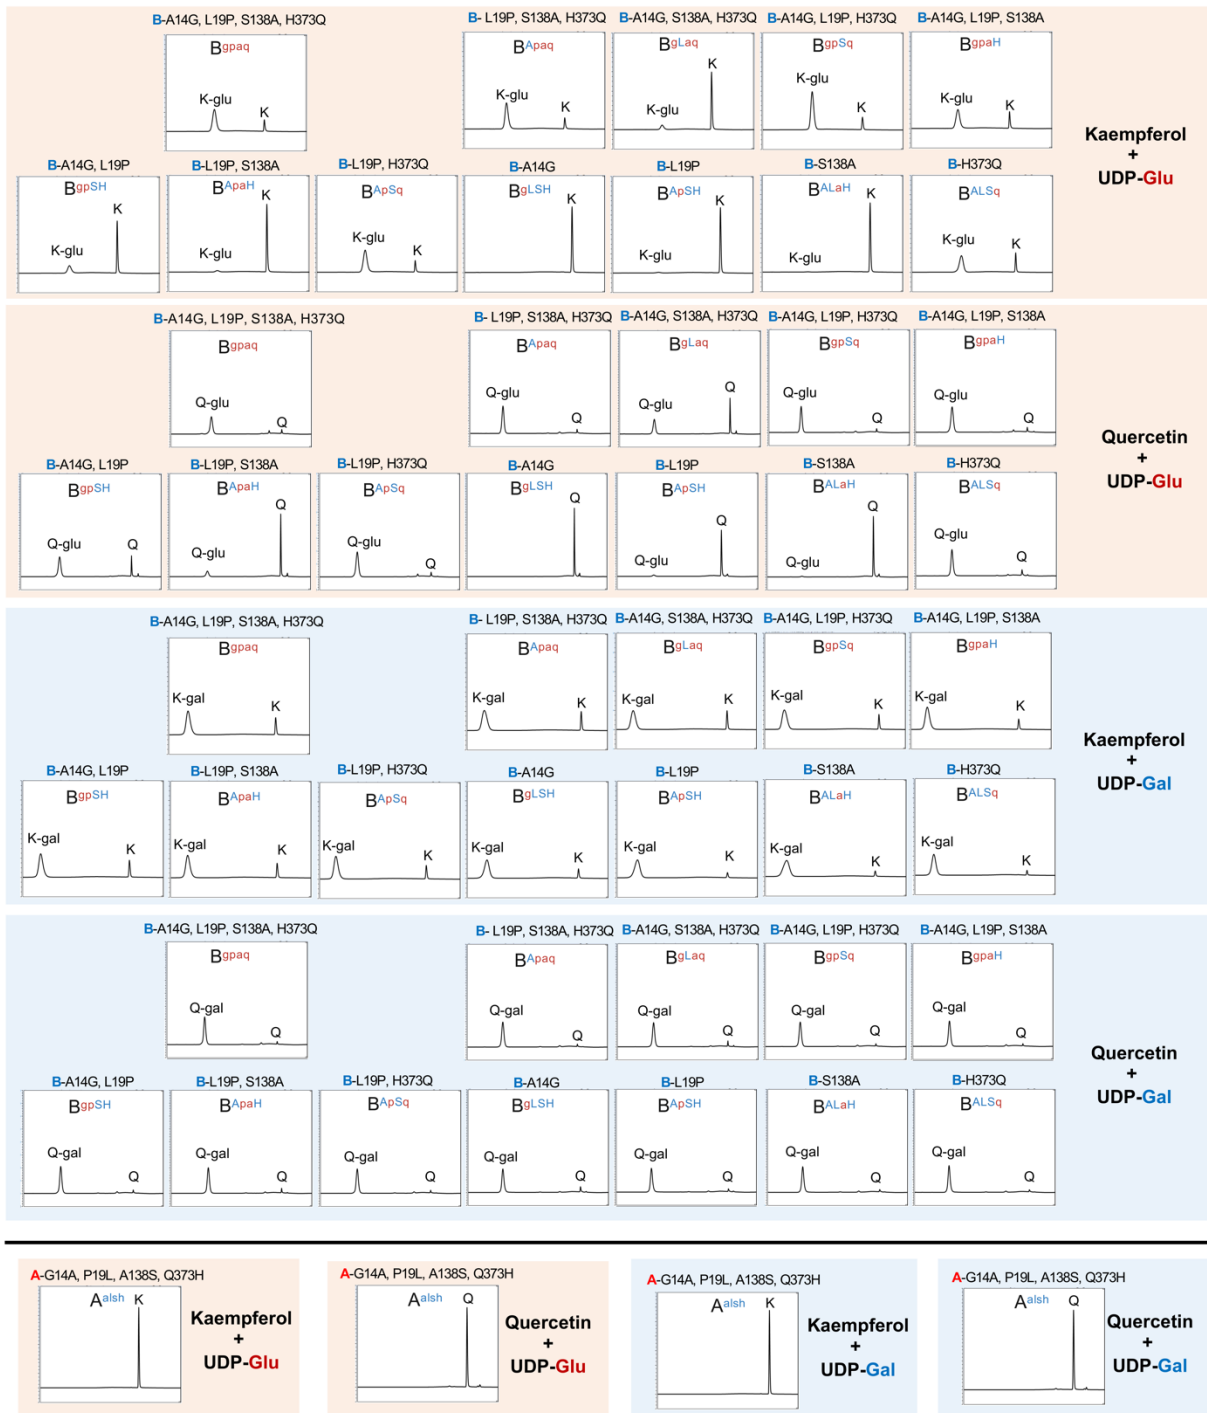 B-A14G, L19P, S138A, H373Q
B- L19P, S138A, H373Q
B-A14G, S138A, H373Q
B-A14G, L19P, H373Q
B-A14G, L19P, S138A
Bgpaq
K-glu
K
BApaq
K-glu
K
BgLaq
K-glu
K
BgpSq
K-glu
K
BgpaH
K-glu
K
Kaempferol
+
UDP-Glu
B-A14G, L19P
B-L19P, S138A
B-L19P, H373Q
B-A14G
B-L19P
B-S138A
B-H373Q
BgpSH
K-glu
K
BApaH
K-glu
K
BApSq
K-glu
K
BgLSH
K
BApSH
K
BALaH
K-glu
K
BALSq
K-glu
K
B-A14G, L19P, S138A, H373Q
B- L19P, S138A, H373Q
B-A14G, S138A, H373Q
B-A14G, L19P, H373Q
B-A14G, L19P, S138A
Bgpaq
Q-glu
Q
BApaq
Q-glu
Q
BgLaq
Q-glu
Q
BgpSq
Q-glu
Q
BgpaH
Q-glu
Q
Quercetin
+
UDP-Glu
B-A14G, L19P
B-L19P, S138A
B-L19P, H373Q
B-A14G
B-L19P
B-S138A
B-H373Q
BgpSH
Q-glu
Q
BApaH
Q-glu
Q
BApSq
Q-glu
Q
BgLSH
Q
BApSH
Q-glu
Q
BALaH
Q-glu
Q
BALSq
Q-glu
Q
B-A14G, L19P, S138A, H373Q
B- L19P, S138A, H373Q
B-A14G, S138A, H373Q
B-A14G, L19P, H373Q
B-A14G, L19P, S138A
Bgpaq
K-gal
K
BApaq
K-gal
K
BgLaq
K-gal
K
BgpSq
K-gal
K
BgpaH
K-gal
K
Kaempferol
+
UDP-Gal
B-A14G, L19P
B-L19P, S138A
B-L19P, H373Q
B-A14G
B-L19P
B-S138A
B-H373Q
BgpSH
K-gal
K
BApaH
K-gal
K
BApSq
K-gal
K
BgLSH
K-gal
K
BApSH
K-gal
K
BALaH
K-gal
K
BALSq
K-gal
K
B-A14G, L19P, S138A, H373Q
B- L19P, S138A, H373Q
B-A14G, S138A, H373Q
B-A14G, L19P, H373Q
B-A14G, L19P, S138A
Bgpaq
Q-gal
Q
BApaq
Q-gal
Q
BgLaq
Q-gal
Q
BgpSq
Q-gal
Q
BgpaH
Q-gal
Q
Quercetin
+
UDP-Gal
B-A14G, L19P
B-L19P, S138A
B-L19P, H373Q
B-A14G
B-L19P
B-S138A
B-H373Q
BgpSH
Q-gal
Q
BApaH
Q-gal
Q
BApSq
Q-gal
Q
BgLSH
Q-gal
Q
BApSH
Q-gal
Q
BALaH
Q-gal
Q
BALSq
Q-gal
Q
A-G14A, P19L, A138S, Q373H
Aalsh
K
Kaempferol
+
UDP-Glu
A-G14A, P19L, A138S, Q373H
Aalsh
Q
Quercetin
+
UDP-Glu
A-G14A, P19L, A138S, Q373H
Aalsh
K
Kaempferol
+
UDP-Gal
A-G14A, P19L, A138S, Q373H
Aalsh
Q
Quercetin
+
UDP-Gal